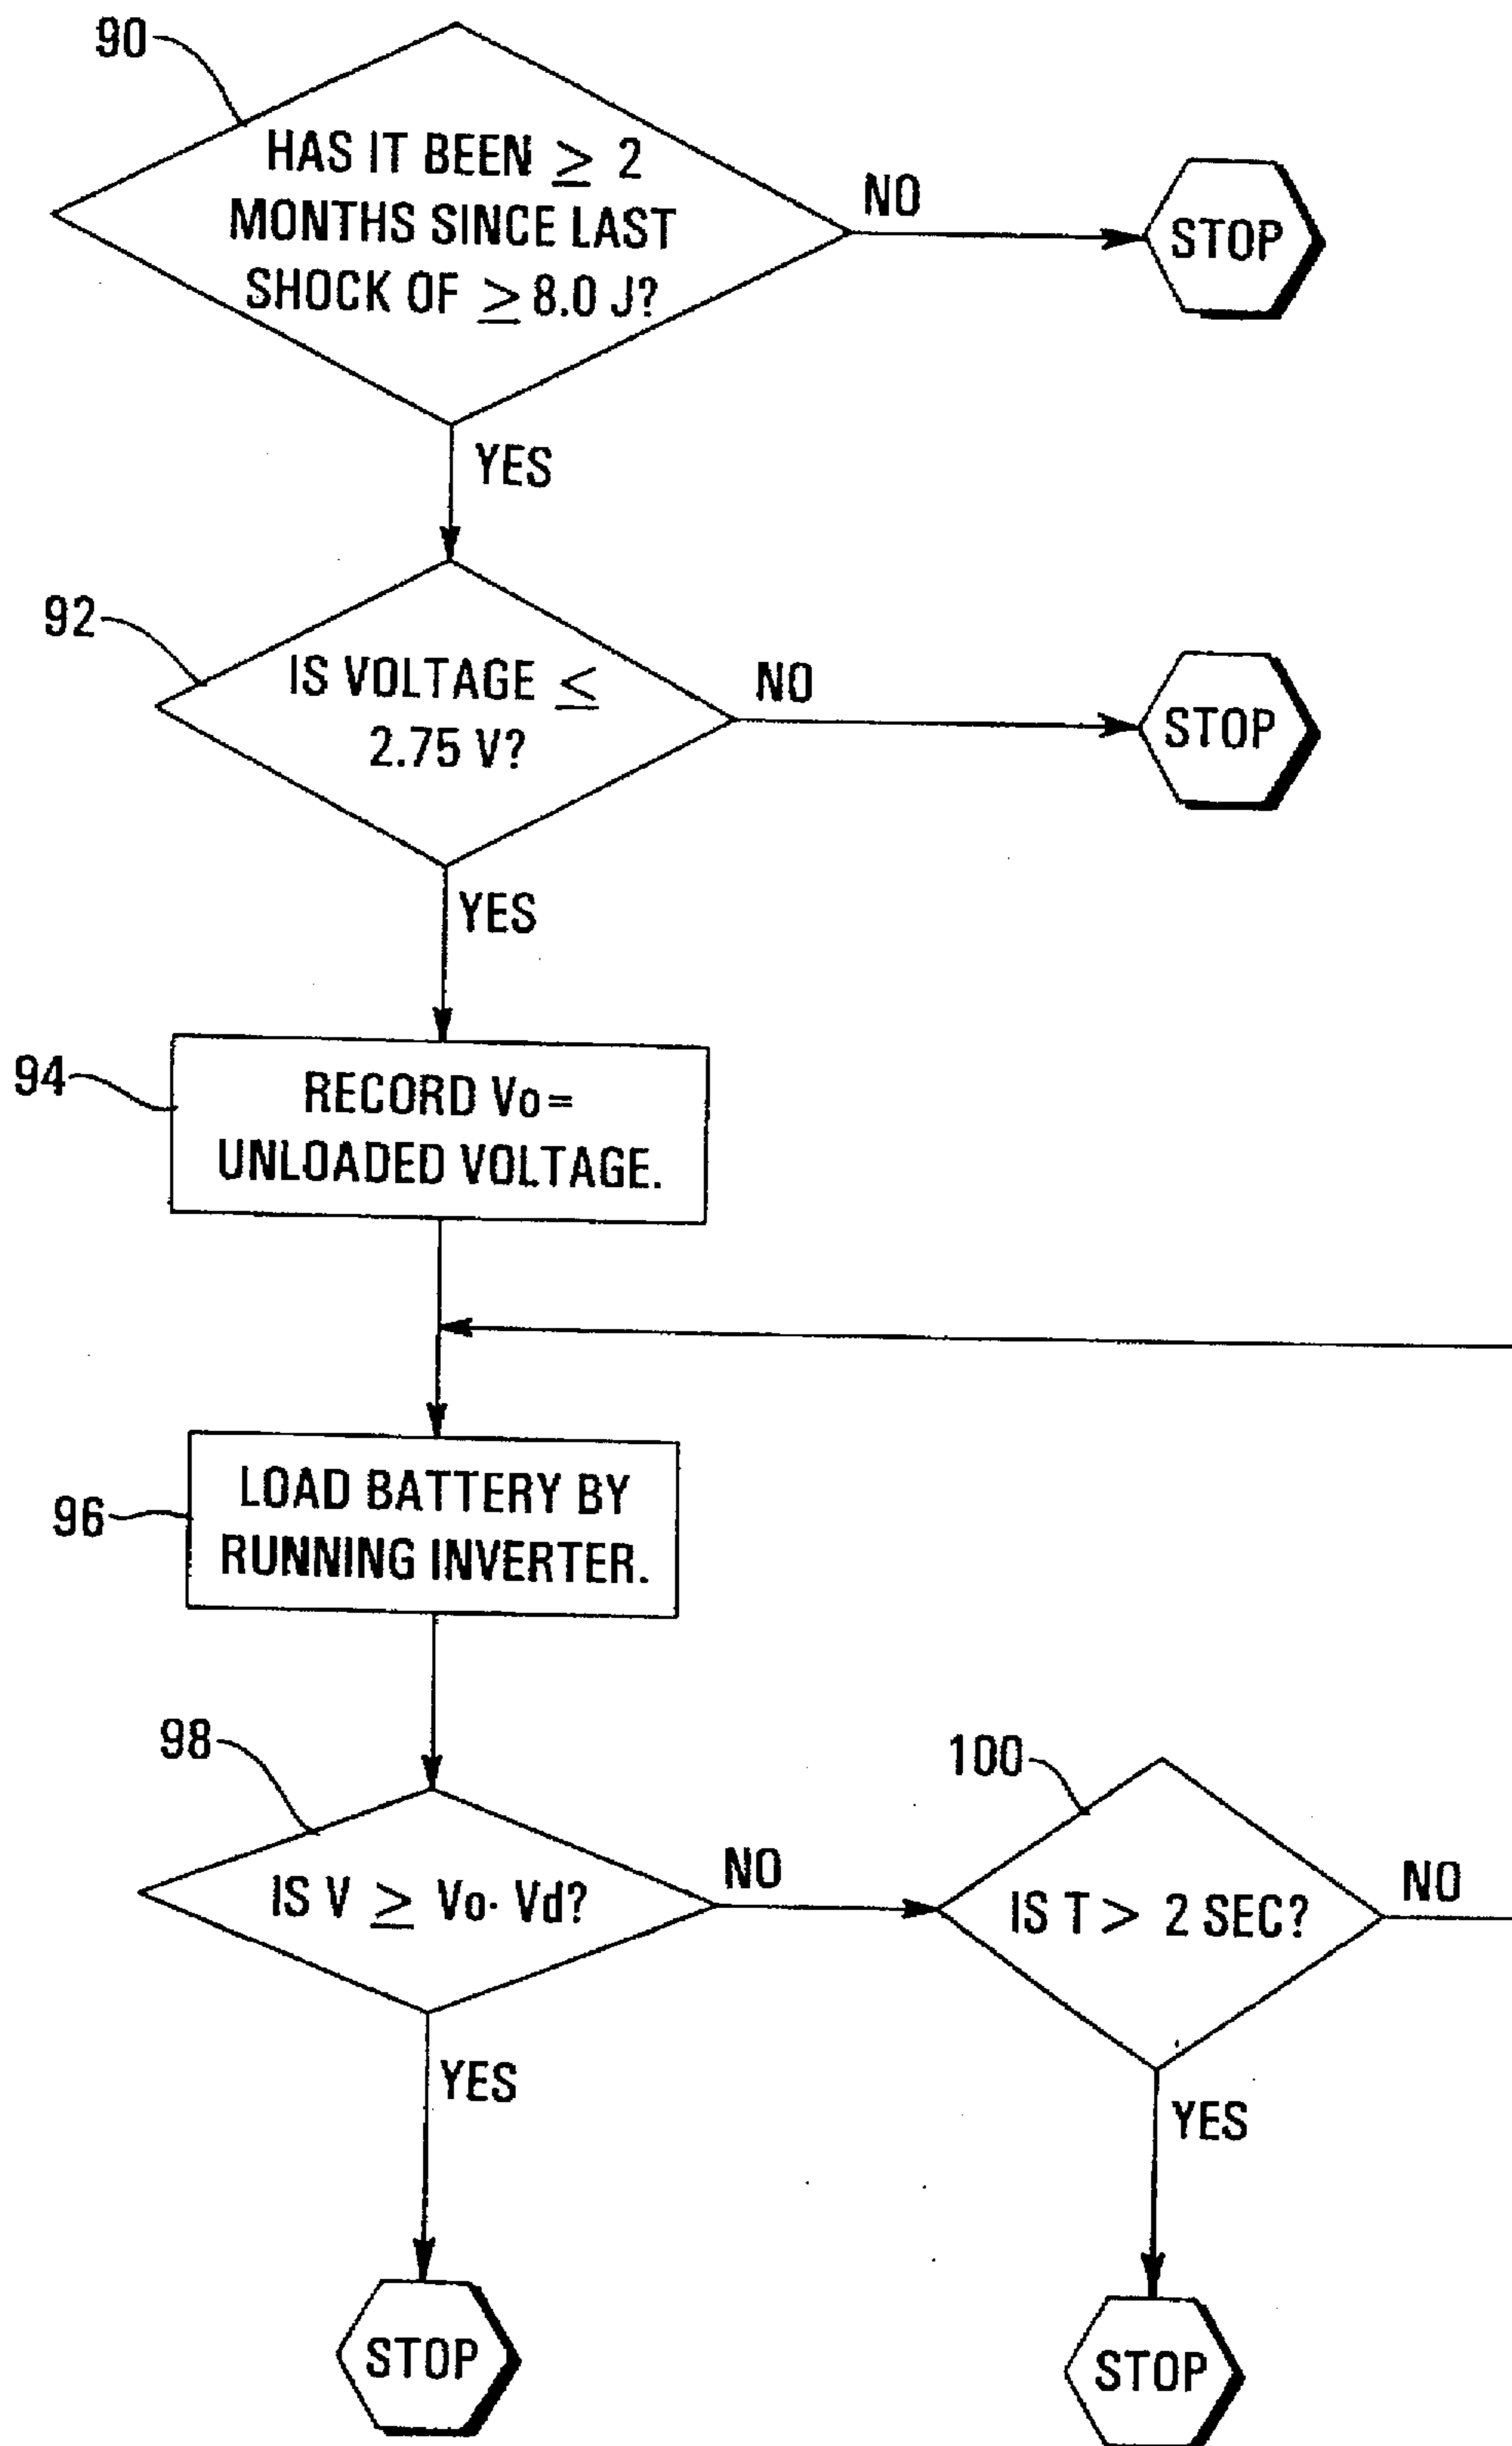 90
HAS IT BEEN ≥ 2
MONTHS SINCE LAST
SHOCK OF ≥ 8.0 J?
NO
STOP
YES
92
IS VOLTAGE ≤
2.75 V?
NO
STOP
YES
94
RECORD Vo=
UNLOADED VOLTAGE.
96
LOAD BATTERY BY
RUNNING INVERTER.
98
IS V ≥ Vo· Vd?
NO
100
IS T > 2 SEC?
NO
YES
YES
STOP
STOP